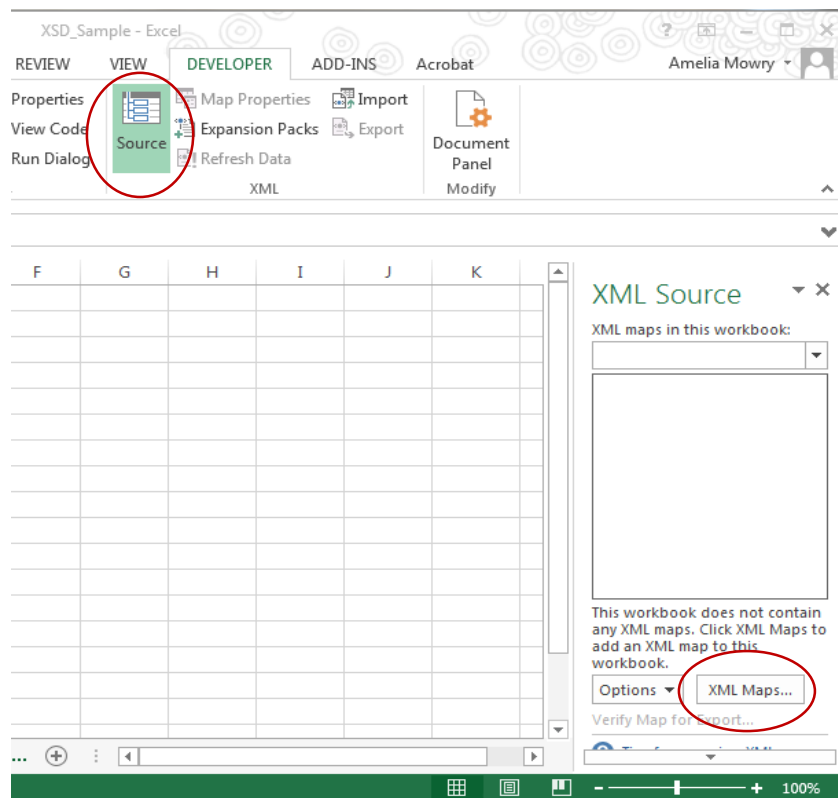 XSD_Sample - Excel ?
REVIEW VIEW DEVELOPER ADD-INS Acrobat Amelia Mowry
Properties Map Properties Import
View Code Source Expansion Packs Export Document Panel
Run Dialog Refresh Data
XML Modify
F G H I J K
XML Source
XML maps in this workbook:
This workbook does not contain
any XML maps. Click XML Maps to
add an XML map to this
workbook.
Options XML Maps...
Verify Map for Export...
... 
100%